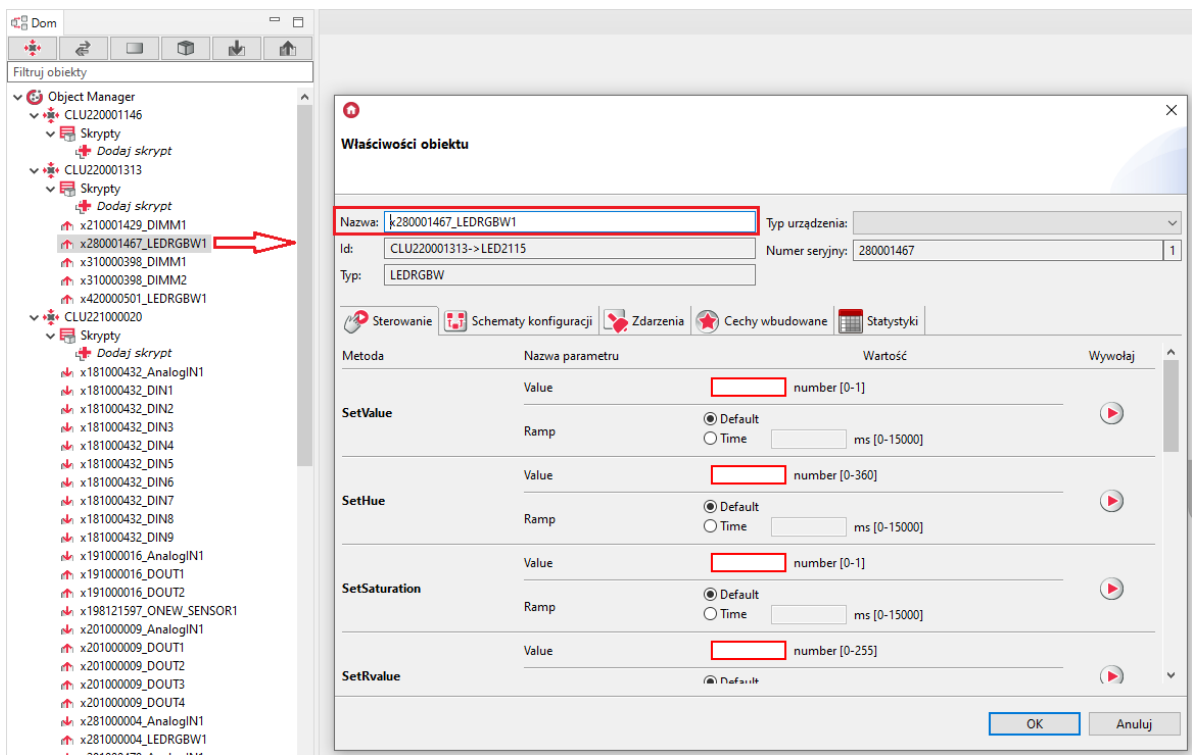 Dom
Filtruj obiekty
Object Manager
CLU220001146
Skrypty
Dodaj skrypt
CLU220001313
Skrypty
Dodaj skrypt
x210001429_DIMM1
x280001467_LEDRGBW1
x310000398_DIMM1
x310000398_DIMM2
x420000501_LEDRGBW1
CLU221000020
Skrypty
Dodaj skrypt
x181000432_AnalogIN1
x181000432_DIN1
x181000432_DIN2
x181000432_DIN3
x181000432_DIN4
x181000432_DIN5
x181000432_DIN6
x181000432_DIN7
x181000432_DIN8
x181000432_DIN9
x191000016_AnalogIN1
x191000016_DOUT1
x191000016_DOUT2
x198121597_ONEW_SENSOR1
x201000009_AnalogIN1
x201000009_DOUT1
x201000009_DOUT2
x201000009_DOUT3
x201000009_DOUT4
x281000004_AnalogIN1
x281000004_LEDRGBW1
Właściwości obiektu
Nazwa: x280001467_LEDRGBW1 Typ urządzenia:
Id: CLU220001313->LED2115 Numer seryjny: 280001467 1
Typ: LEDRGBW
Sterowanie Schematy konfiguracji Zdarzenia Cechy wbudowane Statystyki
Metoda Nazwa parametru Wartość Wywołaj
Value number [0-1]
SetValue
Ramp Default
Time ms [0-15000]
Value number [0-360]
SetHue
Ramp Default
Time ms [0-15000]
Value number [0-1]
SetSaturation
Ramp Default
Time ms [0-15000]
Value number [0-255]
SetRvalue
Default
OK Anuluj